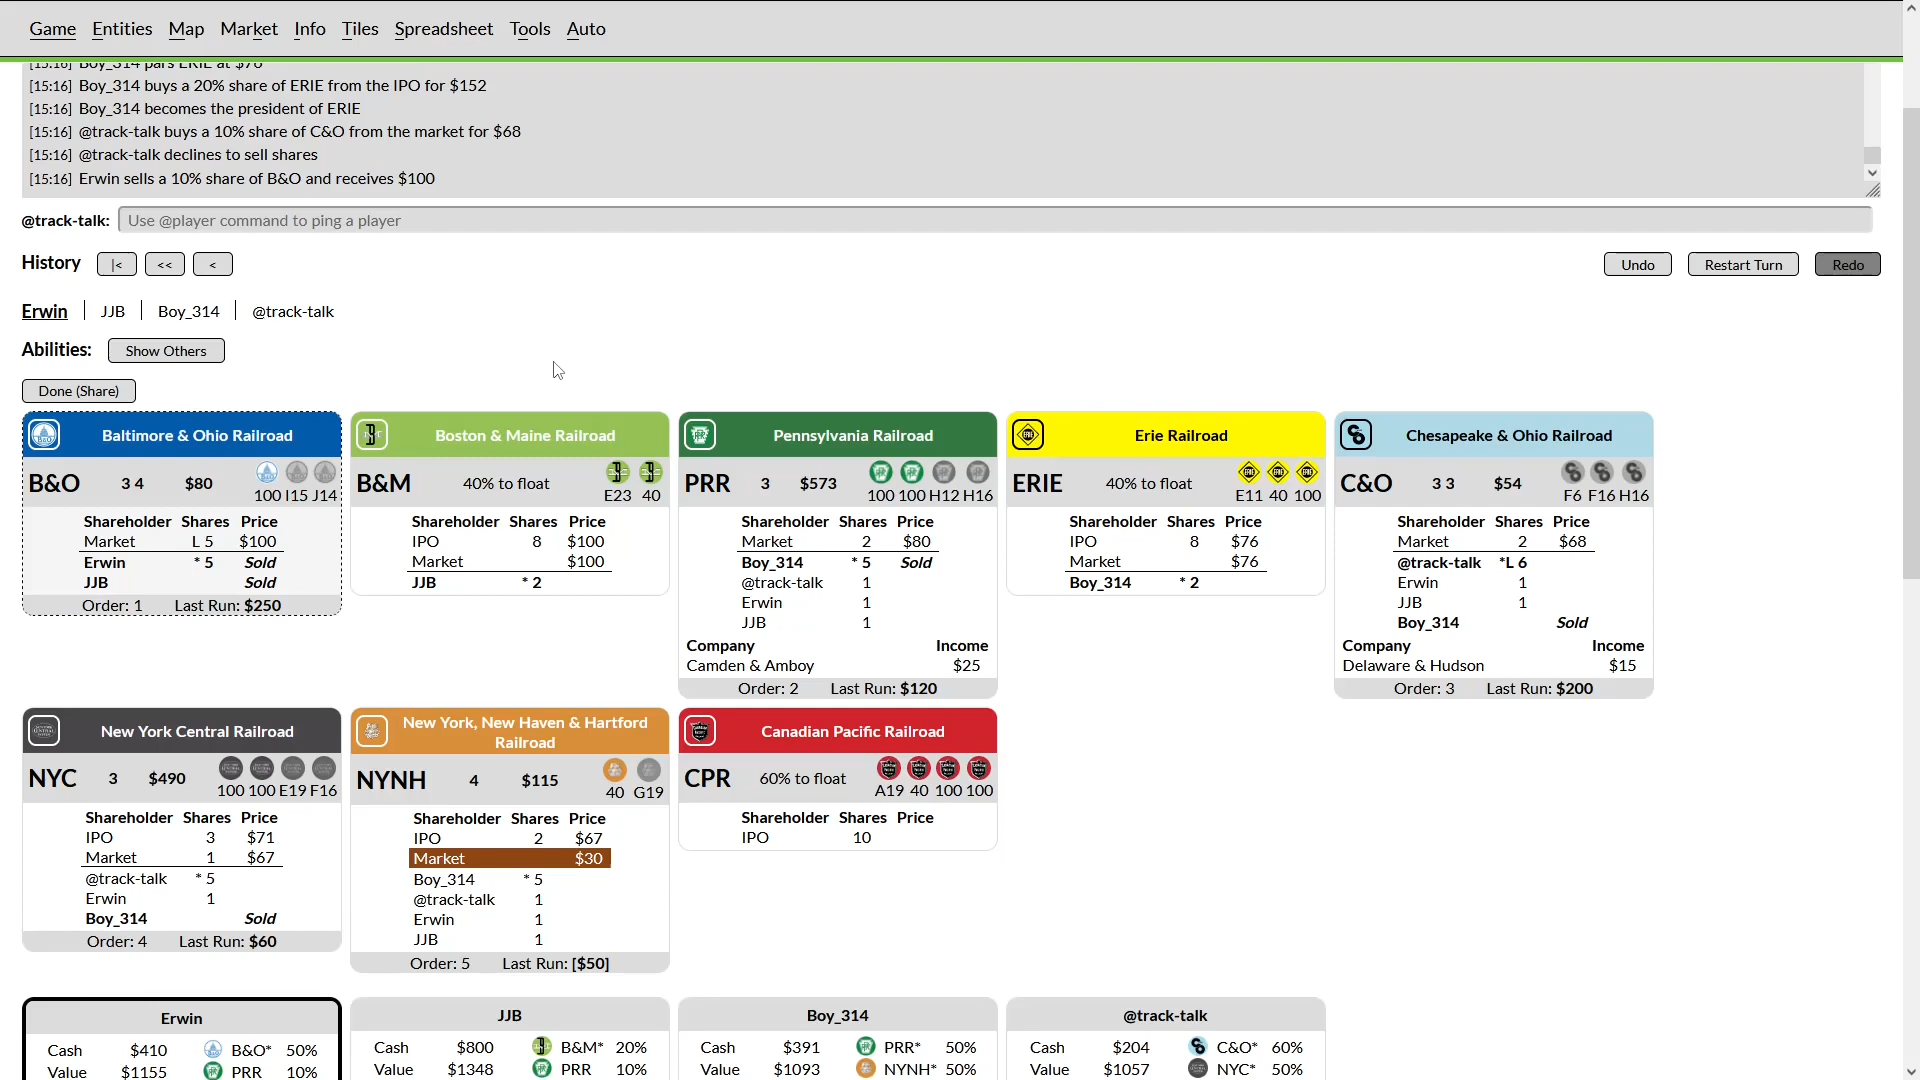 Game Entities Map Market Info Tiles Spreadsheet Tools Auto
[15:16] Boy_314 pars ERIE at $76
[15:16] Boy_314 buys a 20% share of ERIE from the IPO for $152
[15:16] Boy_314 becomes the president of ERIE
[15:16] @track-talk buys a 10% share of C&O from the market for $68
[15:16] @track-talk declines to sell shares
[15:16] Erwin sells a 10% share of B&O and receives $100
@track-talk: Use @player command to ping a player
History |< << < Undo Restart Turn Redo
Erwin JJB Boy_314 @track-talk
Abilities: Show Others
Done (Share)
Baltimore & Ohio Railroad
B&O 3 4 $80 100 I15 J14
Shareholder Shares Price
Market L 5 $100
Erwin * 5 Sold
JJB Sold
Order: 1 Last Run: $250
Boston & Maine Railroad
B&M 40% to float E23 40
Shareholder Shares Price
IPO 8 $100
Market $100
JJB * 2
Pennsylvania Railroad
PRR 3 $573 100 100 H12 H16
Shareholder Shares Price
Market 2 $80
Boy_314 * 5 Sold
@track-talk 1
Erwin 1
JJB 1
Company Income
Camden & Amboy $25
Order: 2 Last Run: $120
Erie Railroad
ERIE 40% to float E11 40 100
Shareholder Shares Price
IPO 8 $76
Market $76
Boy_314 * 2
Chesapeake & Ohio Railroad
C&O 3 3 $54 F6 F16 H16
Shareholder Shares Price
Market 2 $68
@track-talk *L 6
Erwin 1
JJB 1
Boy_314 Sold
Company Income
Delaware & Hudson $15
Order: 3 Last Run: $200
New York Central Railroad
NYC 3 $490 100 100 E19 F16
Shareholder Shares Price
IPO 3 $71
Market 1 $67
@track-talk * 5
Erwin 1
Boy_314 Sold
Order: 4 Last Run: $60
New York, New Haven & Hartford
Railroad
NYNH 4 $115 40 G19
Shareholder Shares Price
IPO 2 $67
Market $30
Boy_314 * 5
@track-talk 1
Erwin 1
JJB 1
Order: 5 Last Run: [$50]
Canadian Pacific Railroad
CPR 60% to float A19 40 100 100
Shareholder Shares Price
IPO 10
Erwin
Cash $410 B&O* 50%
Value $1155 PRR 10%
JJB
Cash $800 B&M* 20%
Value $1348 PRR 10%
Boy_314
Cash $391 PRR* 50%
Value $1093 NYNH* 50%
@track-talk
Cash $204 C&O* 60%
Value $1057 NYC* 50%